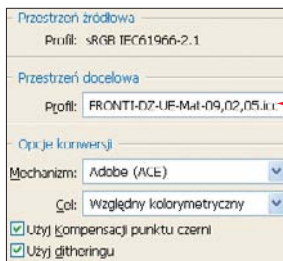 Przestrzeń źródłowa
Profil: sRGB IEC61966-2.1
Przestrzeń docelowa
Profil: FRONTI-DZ-UE-Mat-09,02,05.icc
Opcje konwersji
Mechanizm: Adobe (ACE)
Cel: Względny kolorymetryczny
Użyj Kompensacji punktu czerni
Użyj ditheringu